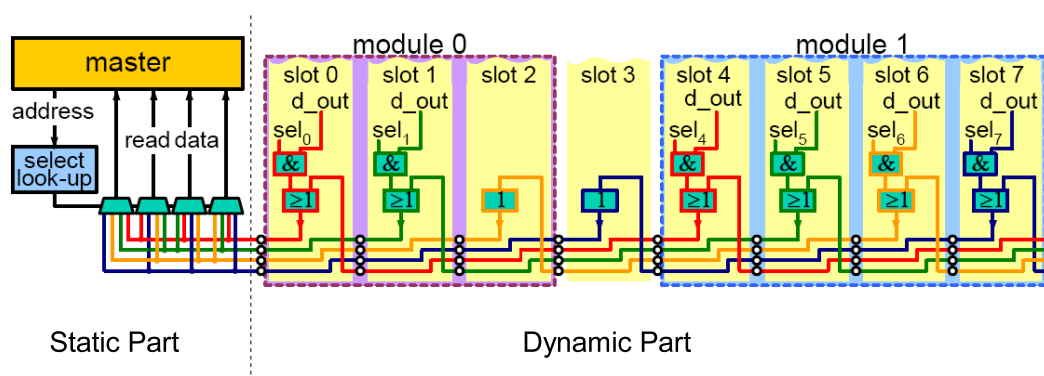 module 0
module 1
master
slot 0
slot 1
slot 2
slot 3
slot 4
slot 5
slot 6
slot 7
d_out
d_out
d_out
d_out
d_out
d_out
address
read data
sel0
sel1
sel4
sel5
sel6
sel7
select
look-up
&
&
&
&
&
&
≥1
≥1
1
1
≥1
≥1
≥1
≥1
Static Part
Dynamic Part